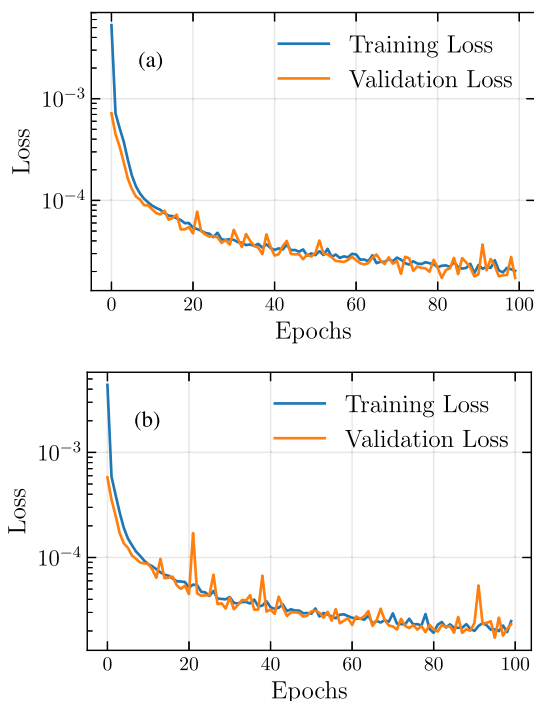 (a)
Training Loss
Validation Loss
10⁻³
10⁻⁴
Loss
0 20 40 60 80 100
Epochs
(b)
Training Loss
Validation Loss
10⁻³
10⁻⁴
Loss
0 20 40 60 80 100
Epochs